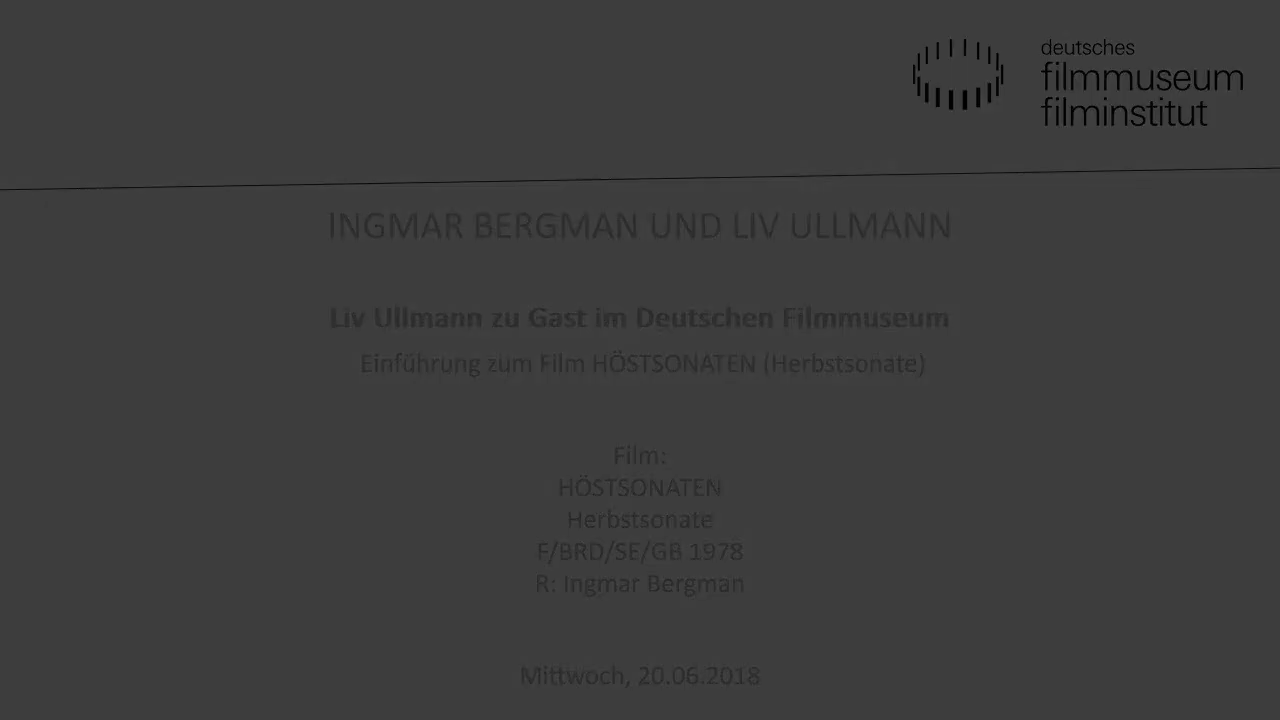 deutsches
filmmuseum
filminstitut
INGMAR BERGMAN UND LIV ULLMANN
Liv Ullmann zu Gast im Deutschen Filmmuseum
Einführung zum Film HÖSTSONATEN (Herbstsonate)
Film:
HÖSTSONATEN
Herbstsonate
F/BRD/SE/GB 1978
R: Ingmar Bergman
Mittwoch, 20.06.2018